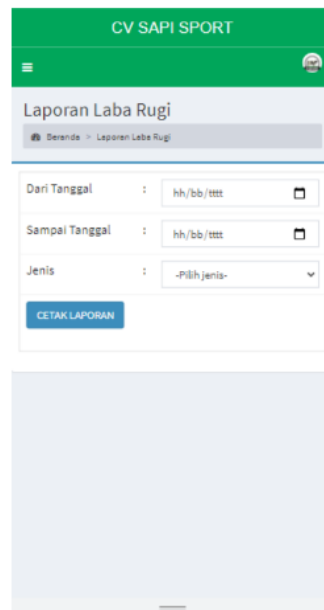 CV SAPI SPORT
Laporan Laba Rugi
Beranda > Laporan Laba Rugi
Dari Tanggal : hh/bb/tttt
Sampai Tanggal : hh/bb/tttt
Jenis : -Pilih jenis-
CETAK LAPORAN